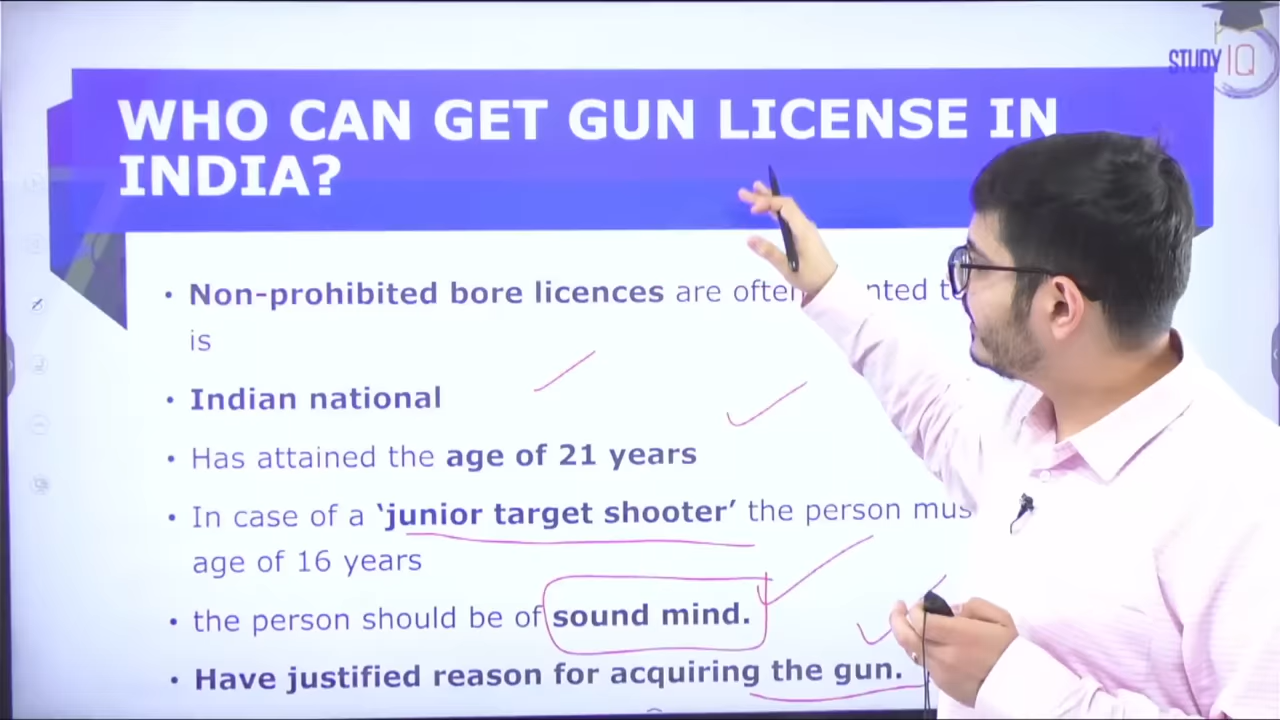 STUDY IQ
WHO CAN GET GUN LICENSE IN
INDIA?
• Non-prohibited bore licences are often
is
• Indian national
• Has attained the age of 21 years
• In case of a ‘junior target shooter’ the person
age of 16 years
• the person should be of sound mind.
• Have justified reason for acquiring the gun.